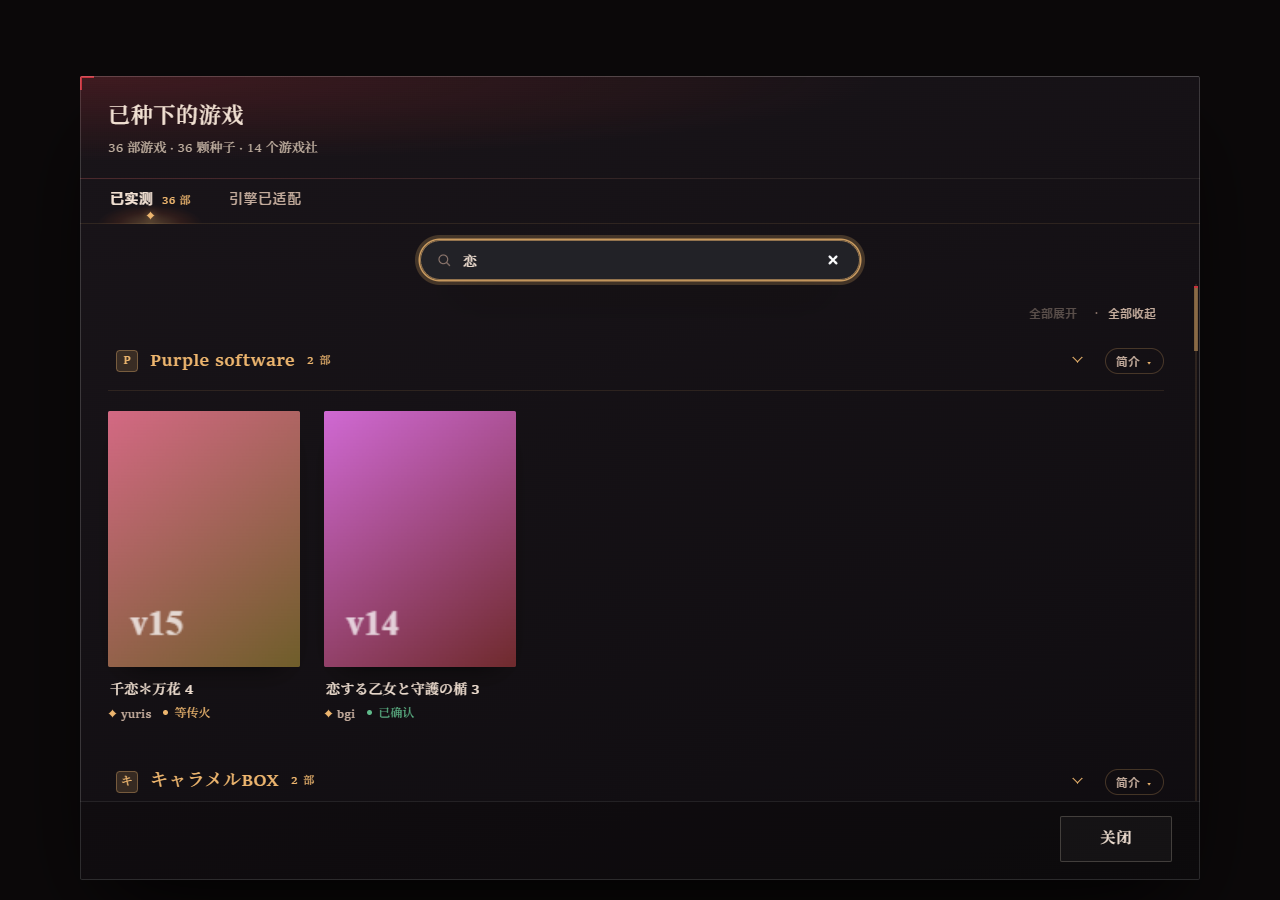 已种下的游戏
36 部游戏 · 36 颗种子 · 14 个游戏社
已实测 36 部 引擎已适配
恋
全部展开 · 全部收起
P Purple software 2 部 简介
v15 v14
千恋＊万花 4 恋する乙女と守護の楯 3
yuris 等传火 bgi 已确认
キ キャラメルBOX 2 部 简介
关闭